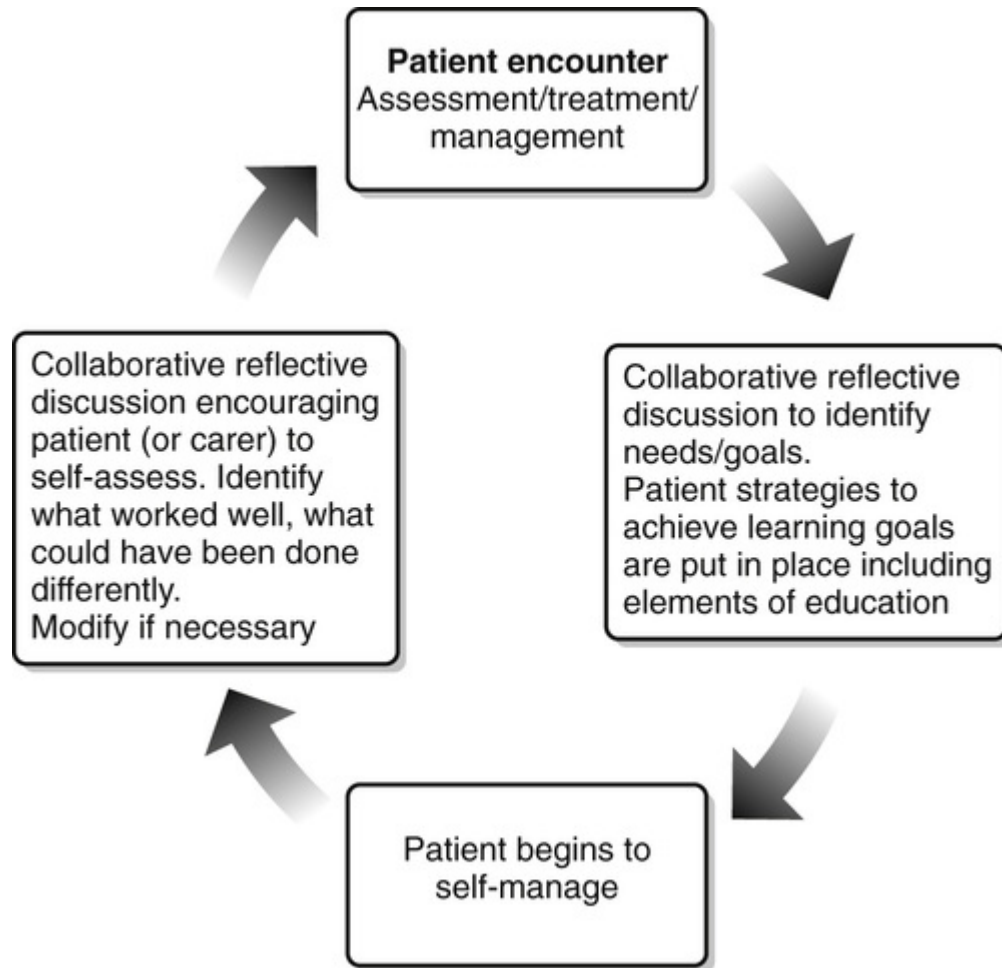 Patient encounter
Assessment/treatment/
management
Collaborative reflective
discussion to identify
needs/goals.
Patient strategies to
achieve learning goals
are put in place including
elements of education
Patient begins to
self-manage
Collaborative reflective
discussion encouraging
patient (or carer) to
self-assess. Identify
what worked well, what
could have been done
differently.
Modify if necessary